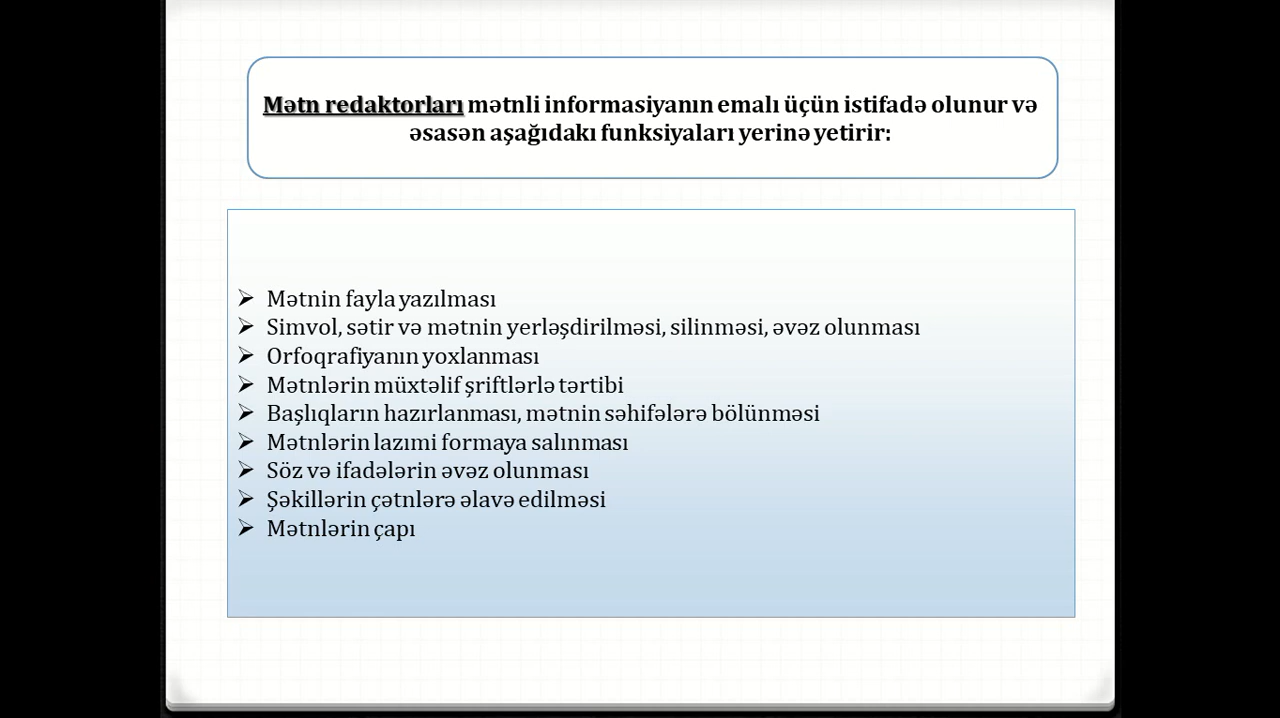 Mətn redaktorları mətnli informasiyanın emalı üçün istifadə olunur və
əsasən aşağıdakı funksiyaları yerinə yetirir:
Mətnin fayla yazılması
Simvol, sətir və mətnin yerləşdirilməsi, silinməsi, əvəz olunması
Orfoqrafiyanın yoxlanması
Mətnlərin müxtəlif şriftlərlə tərtibi
Başlıqların hazırlanması, mətnin səhifələrə bölünməsi
Mətnlərin lazımi formaya salınması
Söz və ifadələrin əvəz olunması
Şəkillərin çətnlərə əlavə edilməsi
Mətnlərin çapı